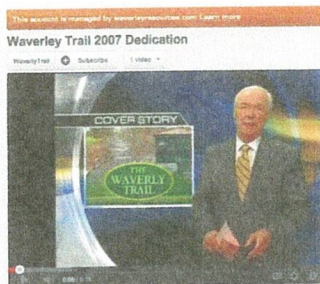 This account is managed by waverleyresources.com Learn more
Waverley Trail 2007 Dedication
WaverleyTrail Subscribe 1 video
COVER STORY
THE
WAVERLY
TRAIL